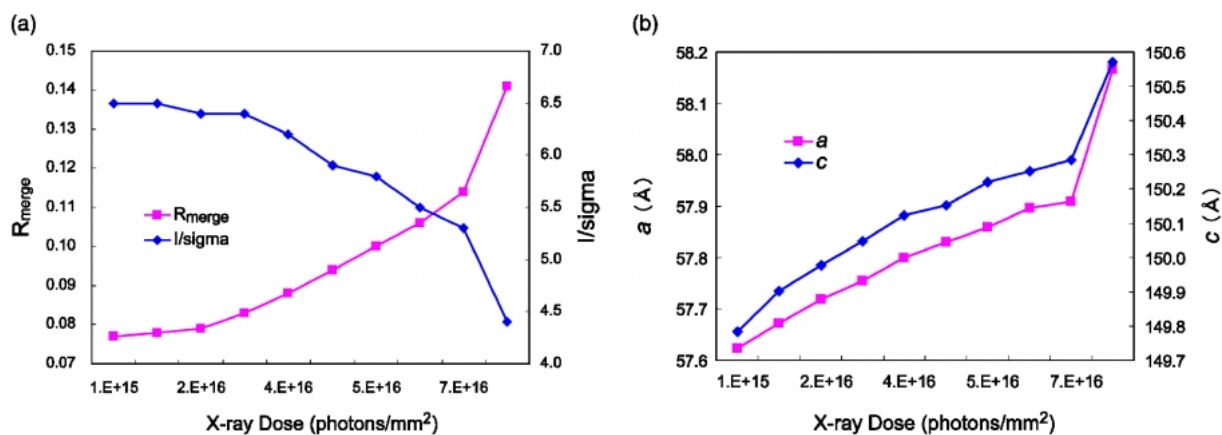 (a)
0.15
0.14
0.13
0.12
0.11
0.10
0.09
0.08
0.07
Rmerge
Rmerge
I/sigma
7.0
6.5
6.0
5.5
5.0
4.5
4.0
I/sigma
1.E+15 2.E+16 4.E+16 5.E+16 7.E+16
X-ray Dose (photons/mm²)
(b)
58.2
58.1
58.0
57.9
57.8
57.7
57.6
a (Å)
a
c
150.6
150.5
150.4
150.3
150.2
150.1
150.0
149.9
149.8
149.7
c (Å)
1.E+15 2.E+16 4.E+16 5.E+16 7.E+16
X-ray Dose (photons/mm²)